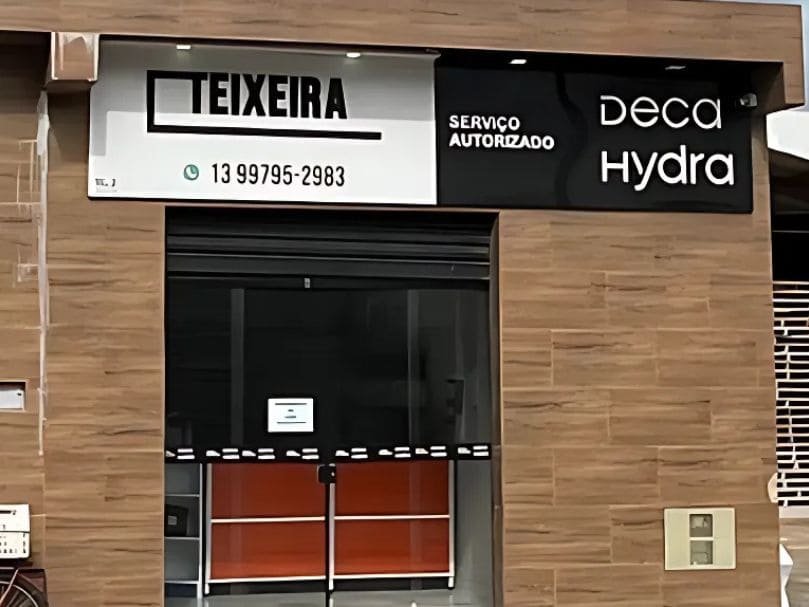 TEIXEIRA
13 99795-2983
SERVIÇO
AUTORIZADO
Deca
Hydra